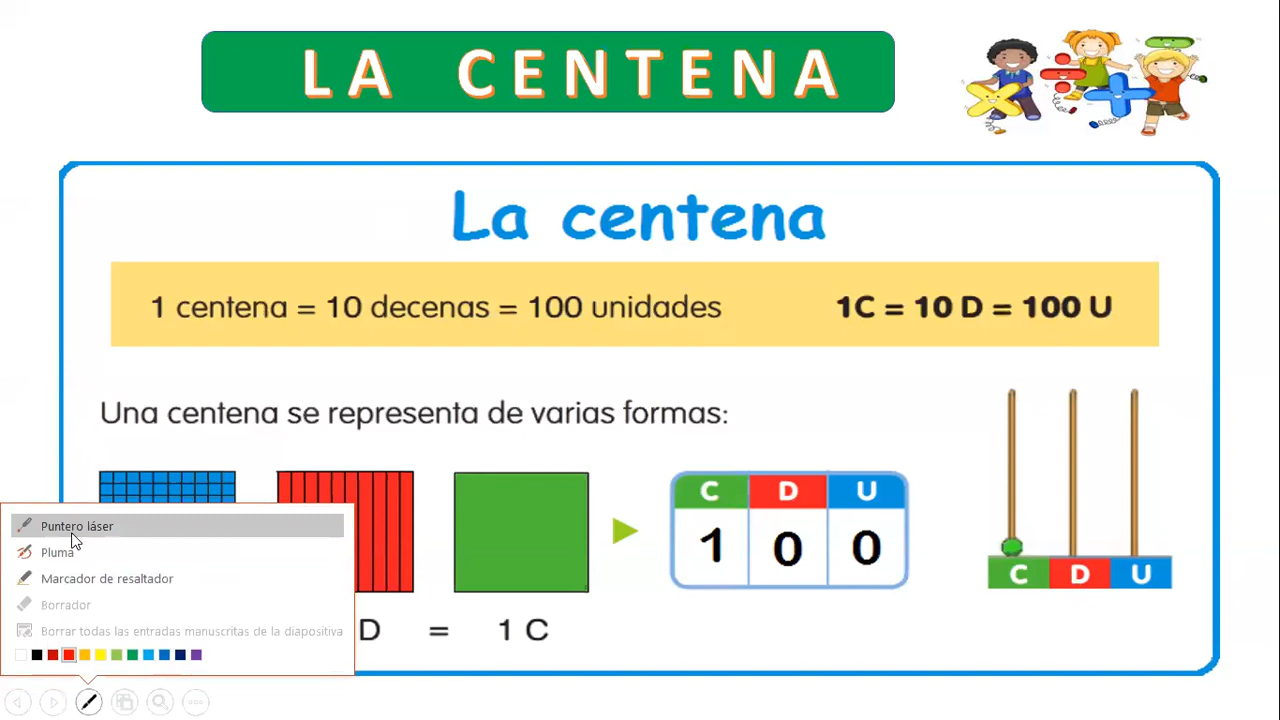 LA CENTENA
La centena
1 centena = 10 decenas = 100 unidades 1C = 10 D = 100 U
Una centena se representa de varias formas:
C D U
1 0 0
C D U
D = 1 C
Puntero láser
Pluma
Marcador de resaltador
Borrador
Borrar todas las entradas manuscritas de la diapositiva